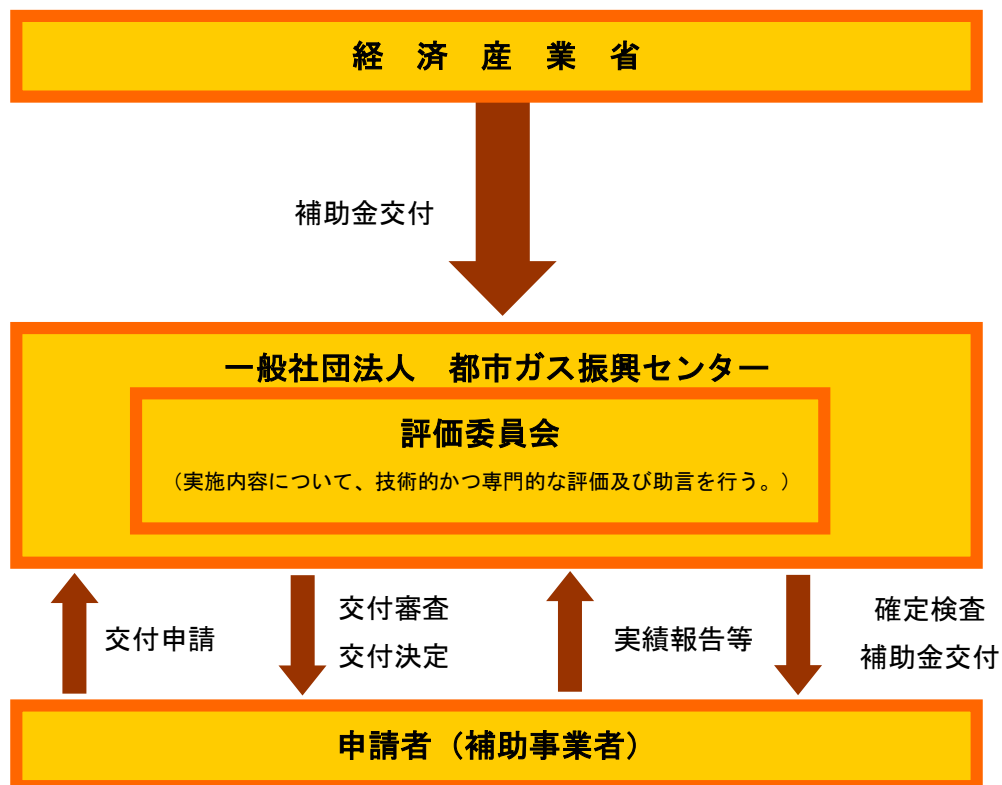 経　済　産　業　省
補助金交付
一般社団法人　都市ガス振興センター
評価委員会
（実施内容について、技術的かつ専門的な評価及び助言を行う。）
交付申請
交付審査
交付決定
実績報告等
確定検査
補助金交付
申請者（補助事業者）